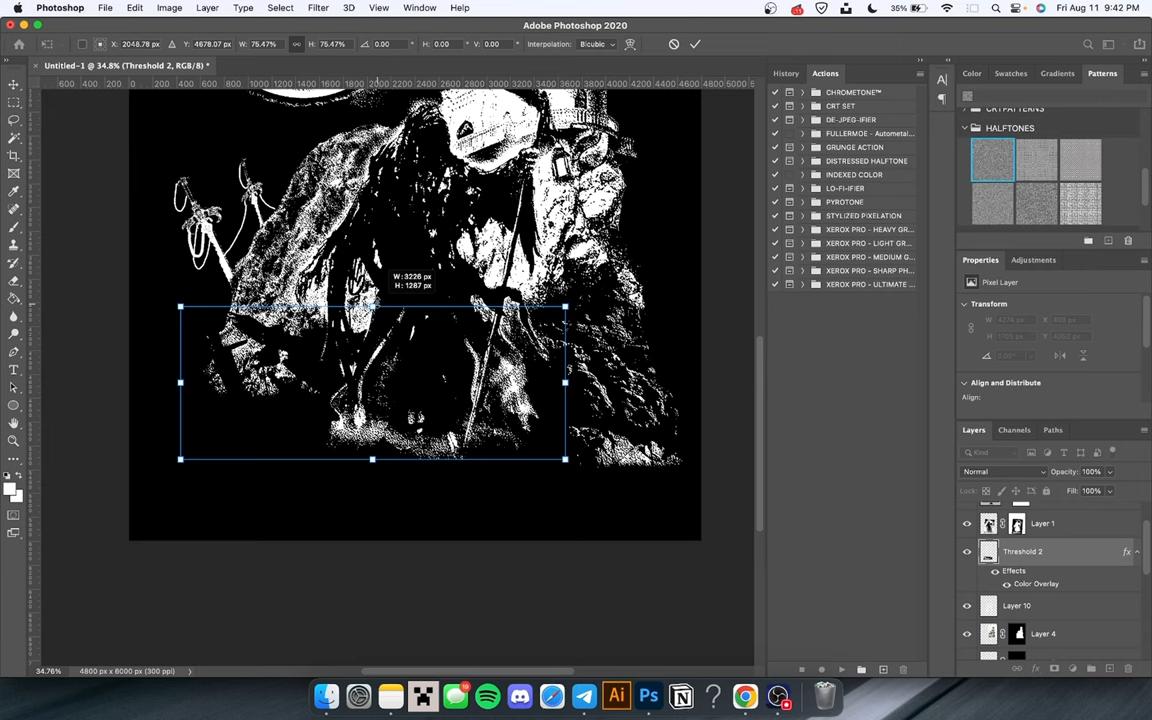 Photoshop File Edit Image Layer Type Select Filter 3D View Window Help 35% Fri Aug 11 9:42 PM
Adobe Photoshop 2020
X: 2048.78 px Y: 4678.07 px W: 75.47% H: 75.47% 0.00 H: 0.00 V: 0.00 Interpolation: Bicubic
Untitled-1 @ 34.8% (Threshold 2, RGB/8) *
600 400 200 0 200 400 600 800 1000 1200 1400 1600 1800 2000 2200 2400 2600 2800 3000 3200 3400 3600 3800 4000 4200 4400 4600 4800 5000
W: 3226 px
H: 1287 px
34.76% 4800 px x 6000 px (300 ppi)
History Actions
CHROMETONE™
CRT SET
DE-JPEG-IFIER
FULLERMOE - Autometal...
GRUNGE ACTION
DISTRESSED HALFTONE
INDEXED COLOR
LO-FI-IFIER
PYROTONE
STYLIZED PIXELATION
XEROX PRO - HEAVY GR...
XEROX PRO - LIGHT GR...
XEROX PRO - MEDIUM G...
XEROX PRO - SHARP PH...
XEROX PRO - ULTIMATE ...
Color Swatches Gradients Patterns
CRTPATTERNS
HALFTONES
Properties Adjustments
Pixel Layer
Transform
Align and Distribute
Align:
Layers Channels Paths
Kind
Normal Opacity: 100%
Lock: Fill: 100%
Layer 1
Threshold 2 fx
Effects
Color Overlay
Layer 10
Layer 4